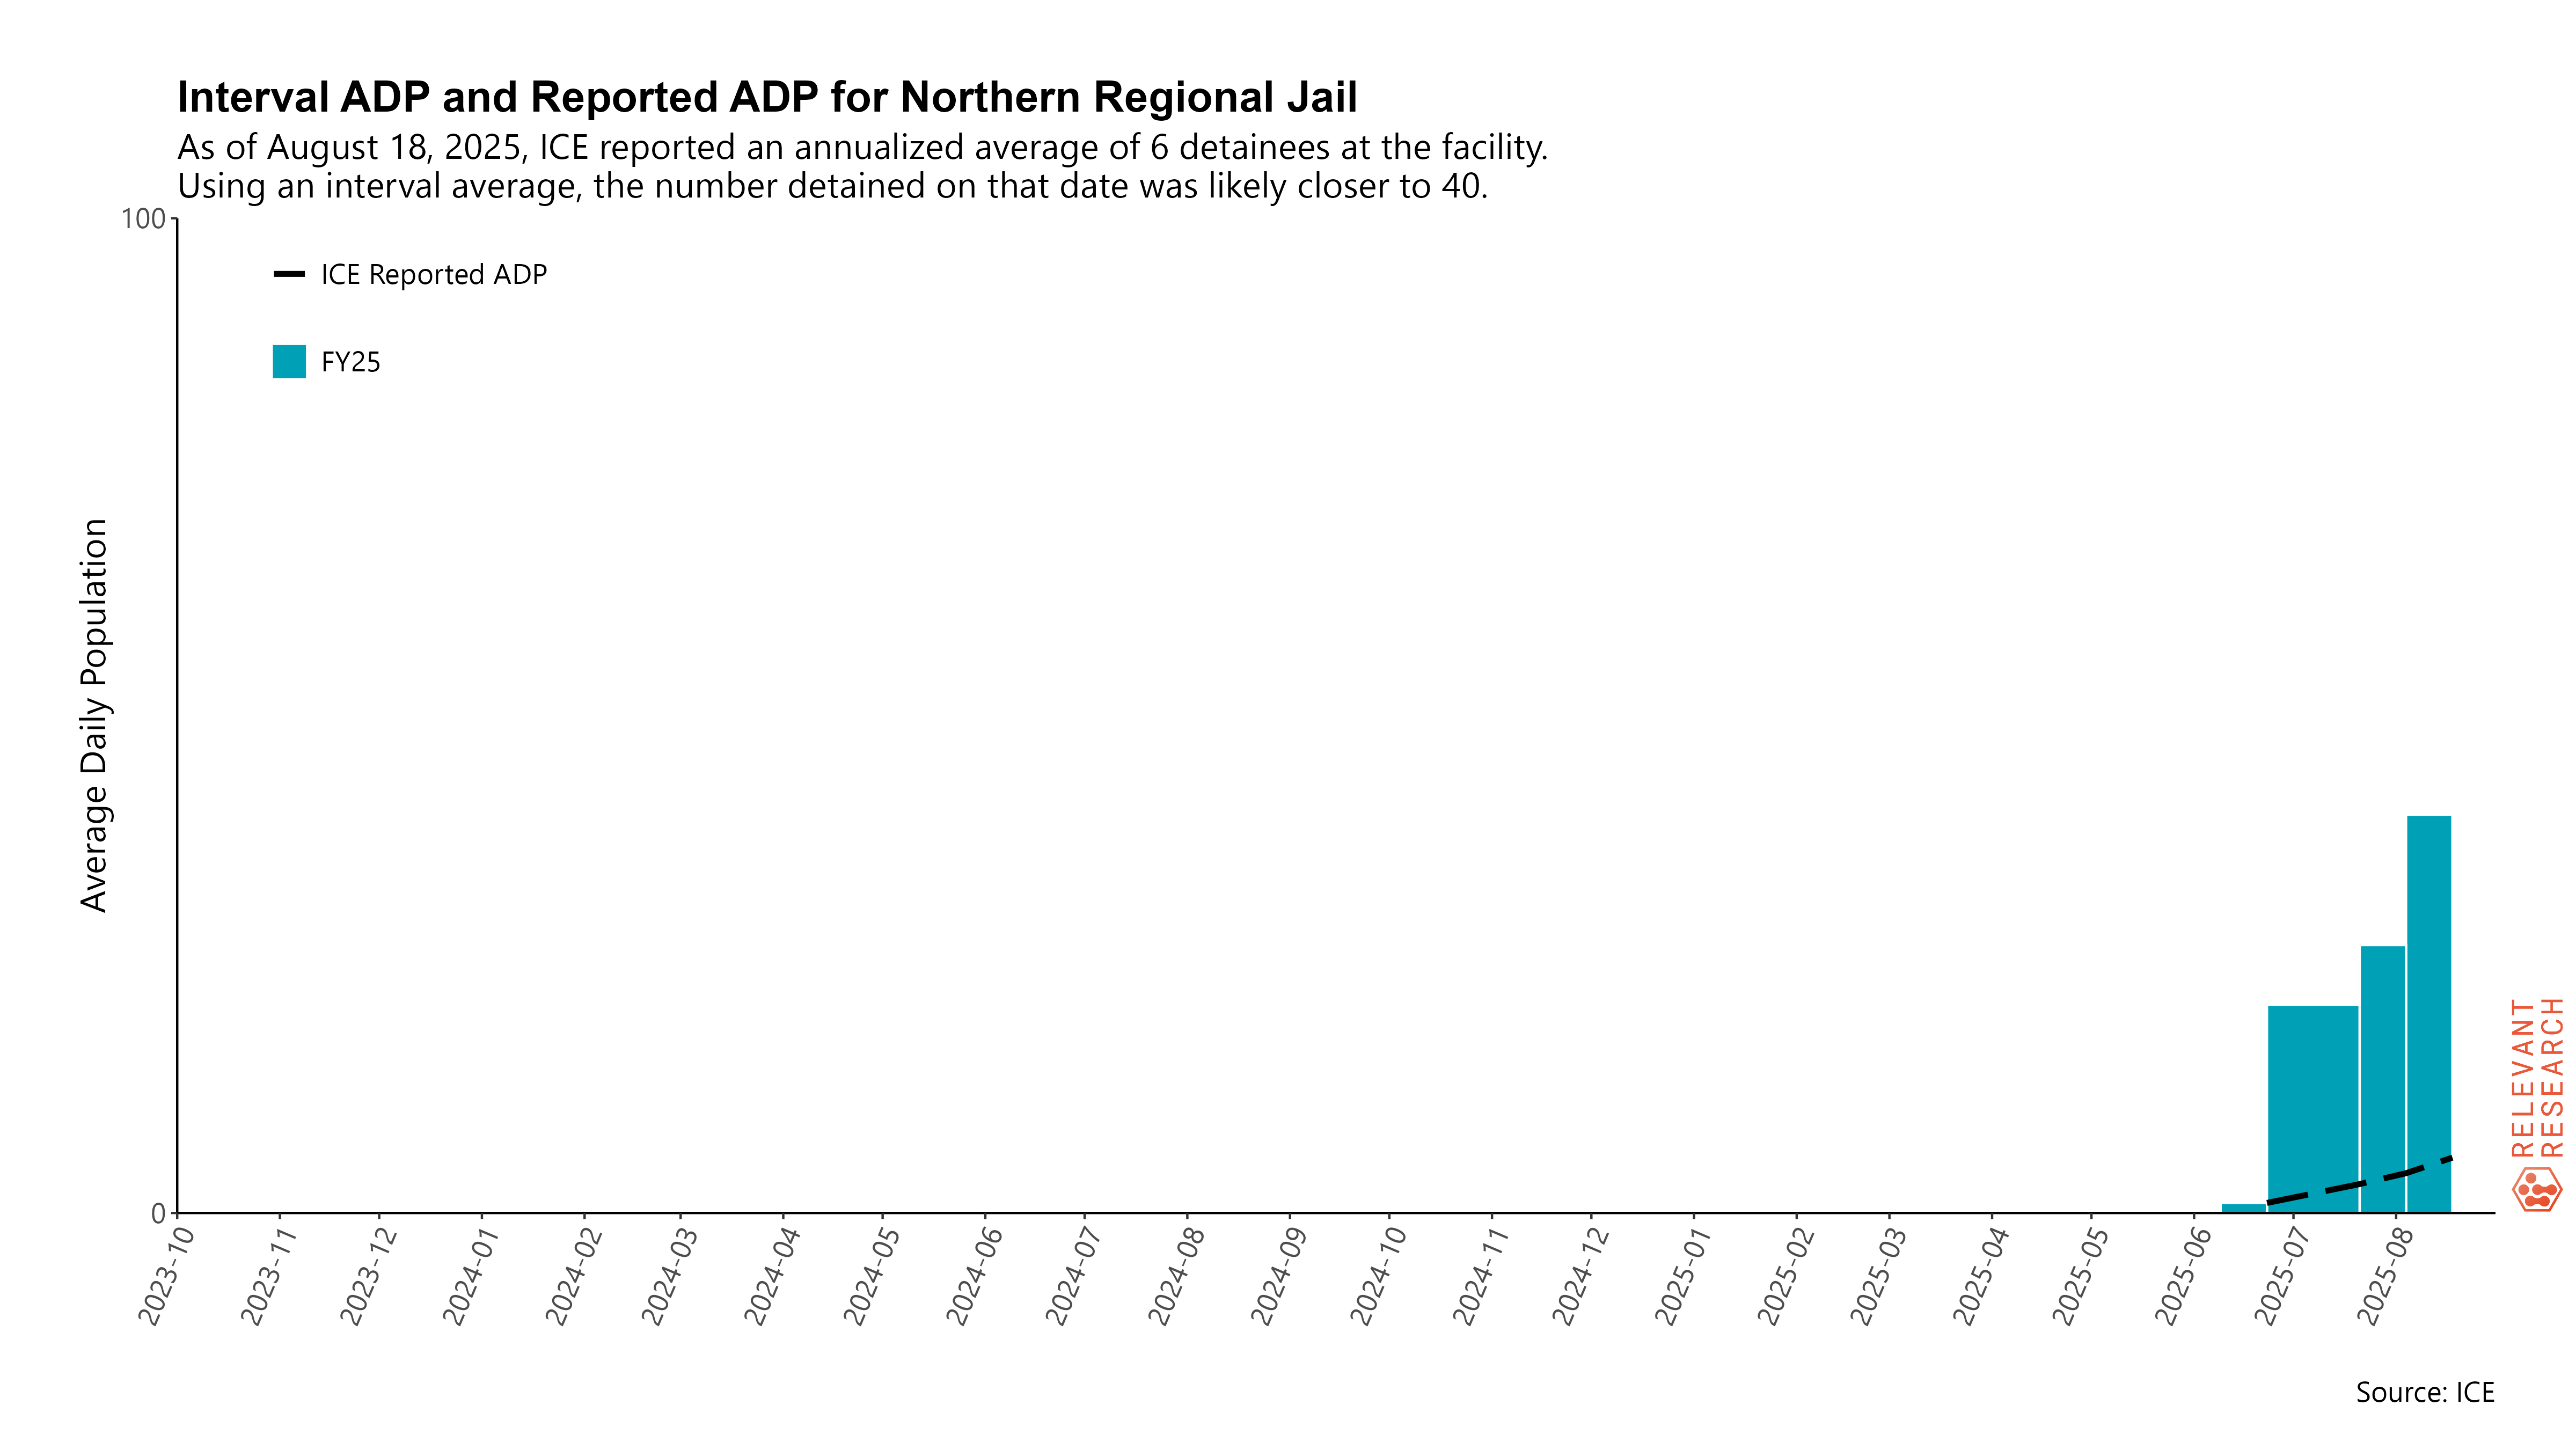 Interval ADP and Reported ADP for Northern Regional Jail
As of August 18, 2025, ICE reported an annualized average of 6 detainees at the facility.
Using an interval average, the number detained on that date was likely closer to 40.
100
ICE Reported ADP
FY25
Average Daily Population
0
2023-10
2023-11
2023-12
2024-01
2024-02
2024-03
2024-04
2024-05
2024-06
2024-07
2024-08
2024-09
2024-10
2024-11
2024-12
2025-01
2025-02
2025-03
2025-04
2025-05
2025-06
2025-07
2025-08
RELEVANT
RESEARCH
Source: ICE